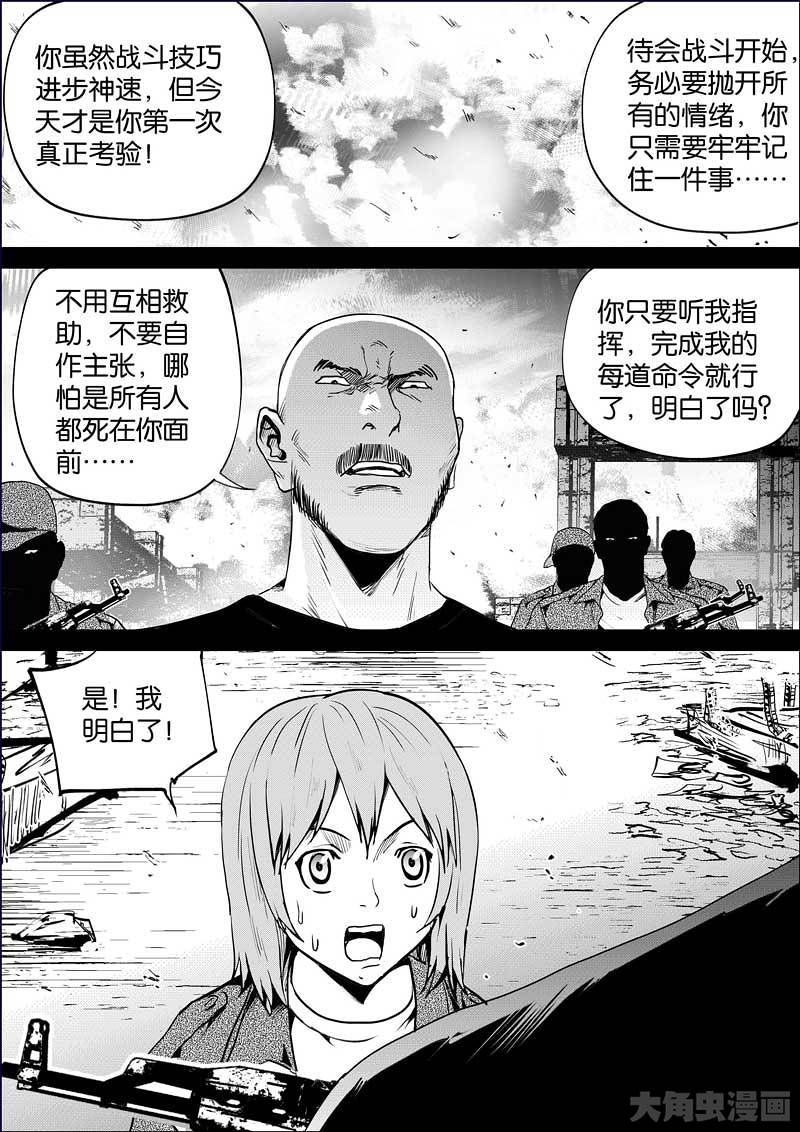 你虽然战斗技巧
进步神速，但今
天才是你第一次
真正考验！
待会战斗开始，
务必要抛开所
有的情绪，你
只需要牢牢记
住一件事……
不用互相救
助，不要自
作主张，哪
怕是所有人
都死在你面
前……
你只要听我指
挥，完成我的
每道命令就行
了，明白了吗？
是！我
明白了！
大角虫漫画